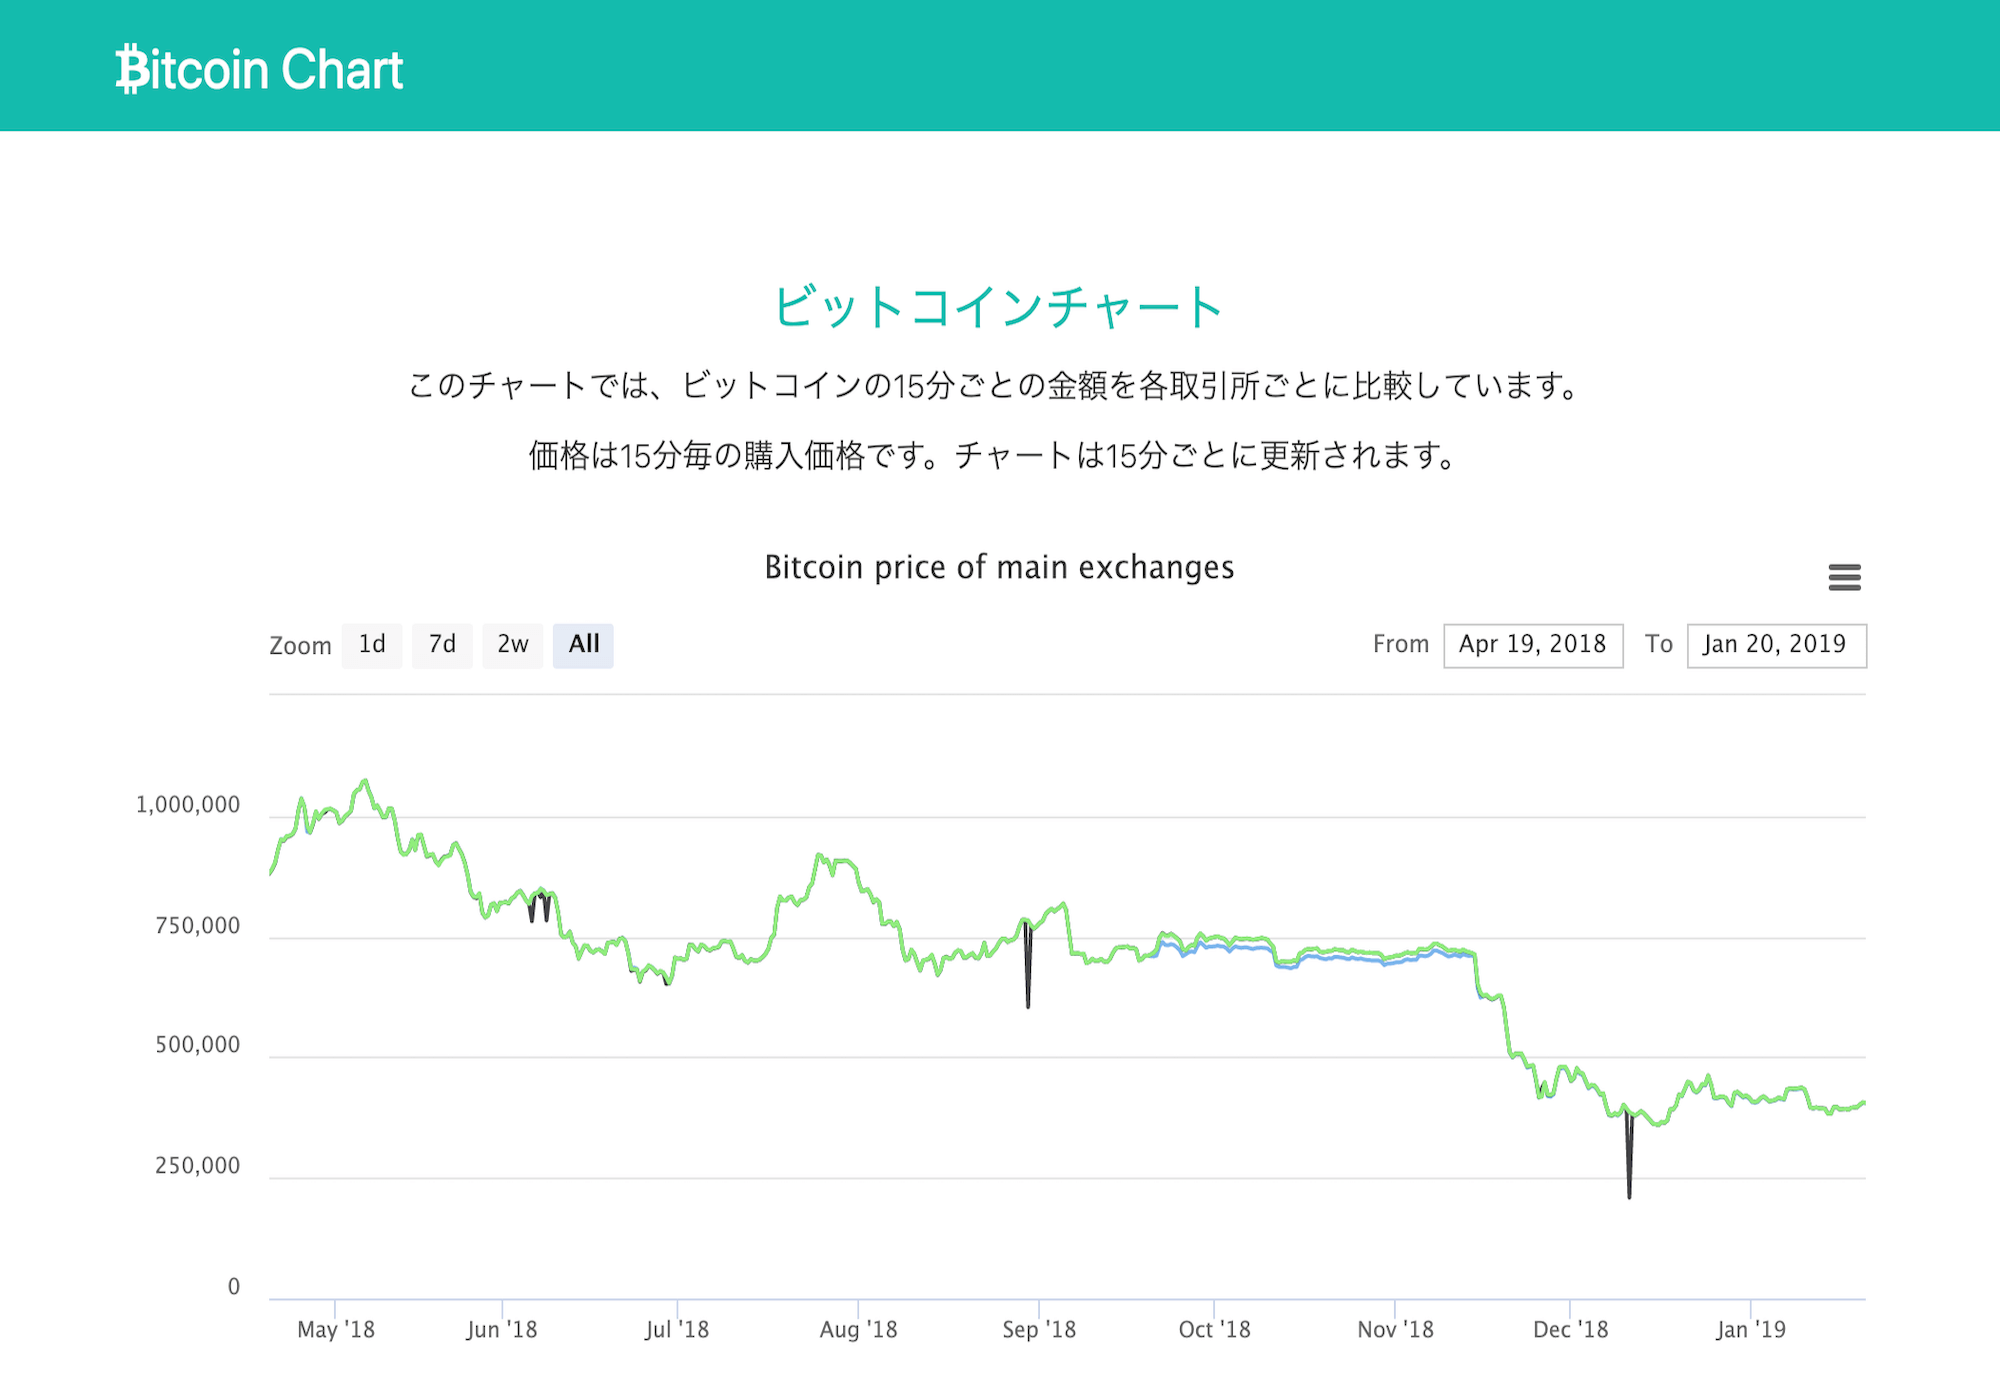 Bitcoin Chart
ビットコインチャート
このチャートでは、ビットコインの15分ごとの金額を各取引所ごとに比較しています。
価格は15分毎の購入価格です。チャートは15分ごとに更新されます。
Bitcoin price of main exchanges
Zoom 1d 7d 2w All From Apr 19, 2018 To Jan 20, 2019
1,000,000
750,000
500,000
250,000
0
May '18 Jun '18 Jul '18 Aug '18 Sep '18 Oct '18 Nov '18 Dec '18 Jan '19